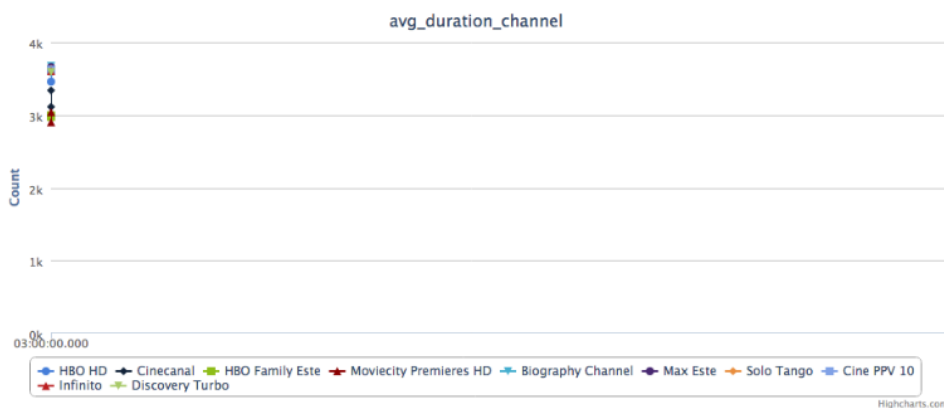 avg_duration_channel
4k
3k
2k
1k
0k
Count
03:00:00.000
HBO HD Cinecanal HBO Family Este Moviecity Premieres HD Biography Channel Max Este Solo Tango Cine PPV 10
Infinito Discovery Turbo
Highcharts.com